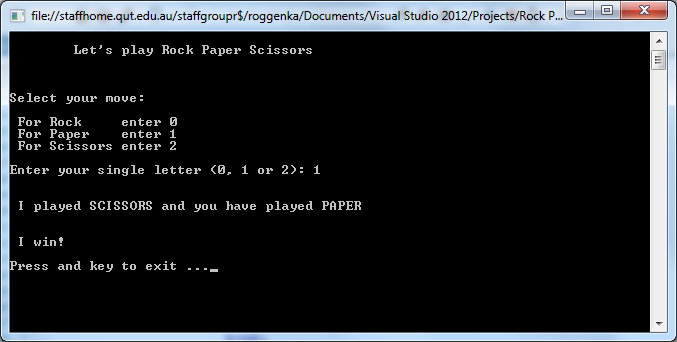 file://staffhome.qut.edu.au/staffgroupr$/roggenka/Documents/Visual Studio 2012/Projects/Rock P...
Let's play Rock Paper Scissors
Select your move:
For Rock     enter 0
For Paper    enter 1
For Scissors enter 2
Enter your single letter (0, 1 or 2): 1
I played SCISSORS and you have played PAPER
I win!
Press and key to exit ..._